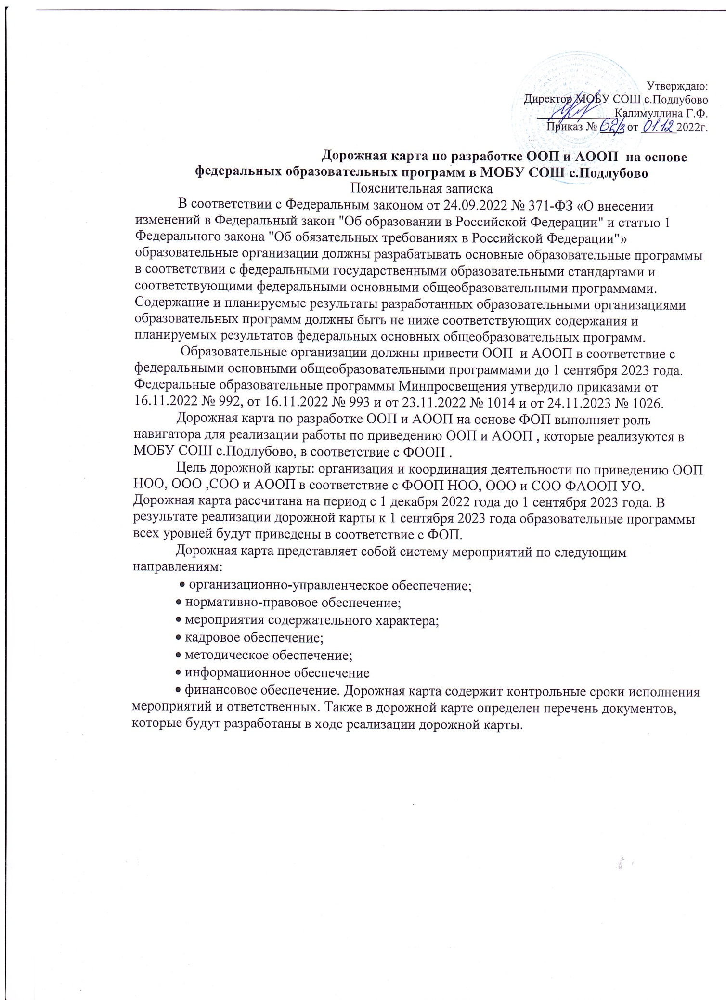 Утверждаю:
Директор МОБУ СОШ с.Подлубово
Калимуллина Г.Ф.
Приказ № 62/3 от 01.12 2022г.
Дорожная карта по разработке ООП и АООП на основе
федеральных образовательных программ в МОБУ СОШ с.Подлубово
Пояснительная записка
В соответствии с Федеральным законом от 24.09.2022 № 371-ФЗ «О внесении
изменений в Федеральный закон "Об образовании в Российской Федерации" и статью 1
Федерального закона "Об обязательных требованиях в Российской Федерации"»
образовательные организации должны разрабатывать основные образовательные программы
в соответствии с федеральными государственными образовательными стандартами и
соответствующими федеральными основными общеобразовательными программами.
Содержание и планируемые результаты разработанных образовательными организациями
образовательных программ должны быть не ниже соответствующих содержания и
планируемых результатов федеральных основных общеобразовательных программ.
Образовательные организации должны привести ООП и АООП в соответствие с
федеральными основными общеобразовательными программами до 1 сентября 2023 года.
Федеральные образовательные программы Минпросвещения утвердило приказами от
16.11.2022 № 992, от 16.11.2022 № 993 и от 23.11.2022 № 1014 и от 24.11.2023 № 1026.
Дорожная карта по разработке ООП и АООП на основе ФОП выполняет роль
навигатора для реализации работы по приведению ООП и АООП , которые реализуются в
МОБУ СОШ с.Подлубово, в соответствие с ФООП .
Цель дорожной карты: организация и координация деятельности по приведению ООП
НОО, ООО ,СОО и АООП в соответствие с ФООП НОО, ООО и СОО ФАООП УО.
Дорожная карта рассчитана на период с 1 декабря 2022 года до 1 сентября 2023 года. В
результате реализации дорожной карты к 1 сентября 2023 года образовательные программы
всех уровней будут приведены в соответствие с ФОП.
Дорожная карта представляет собой систему мероприятий по следующим
направлениям:
• организационно-управленческое обеспечение;
• нормативно-правовое обеспечение;
• мероприятия содержательного характера;
• кадровое обеспечение;
• методическое обеспечение;
• информационное обеспечение
• финансовое обеспечение. Дорожная карта содержит контрольные сроки исполнения
мероприятий и ответственных. Также в дорожной карте определен перечень документов,
которые будут разработаны в ходе реализации дорожной карты.